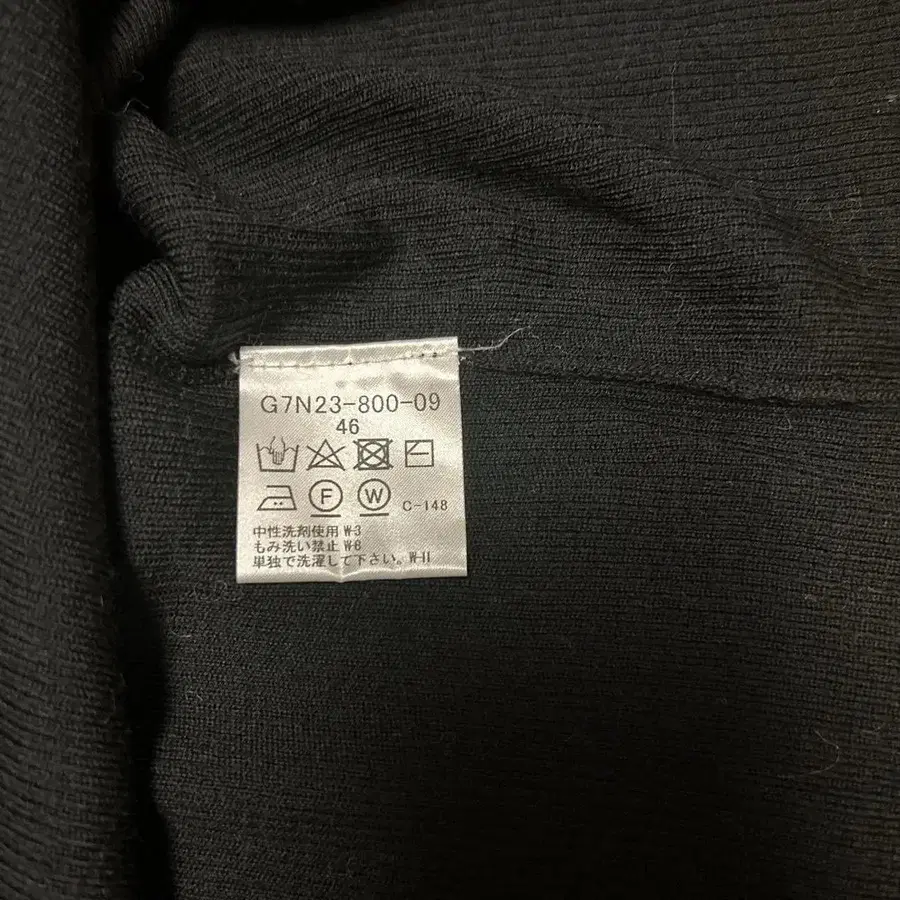 G7N23-800-09
46
F W C-148
中性洗剤使用 W-3
もみ洗い禁止 W-6
単独で洗濯して下さい。W-11